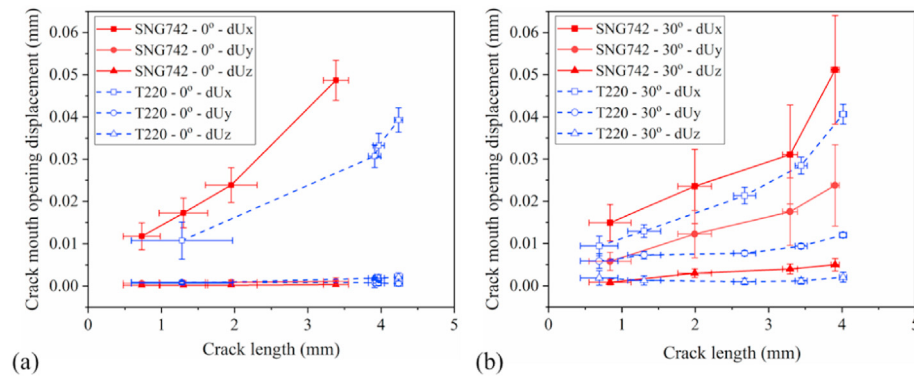 0.06
0.05
0.04
0.03
0.02
0.01
0.00
Crack mouth opening displacement (mm)
SNG742 - 0º - dUx
SNG742 - 0º - dUy
SNG742 - 0º - dUz
T220 - 0º - dUx
T220 - 0º - dUy
T220 - 0º - dUz
0 1 2 3 4 5
Crack length (mm)
(a)
0.06
0.05
0.04
0.03
0.02
0.01
0.00
Crack mouth opening displacement (mm)
SNG742 - 30º - dUx
SNG742 - 30º - dUy
SNG742 - 30º - dUz
T220 - 30º - dUx
T220 - 30º - dUy
T220 - 30º - dUz
0 1 2 3 4 5
Crack length (mm)
(b)